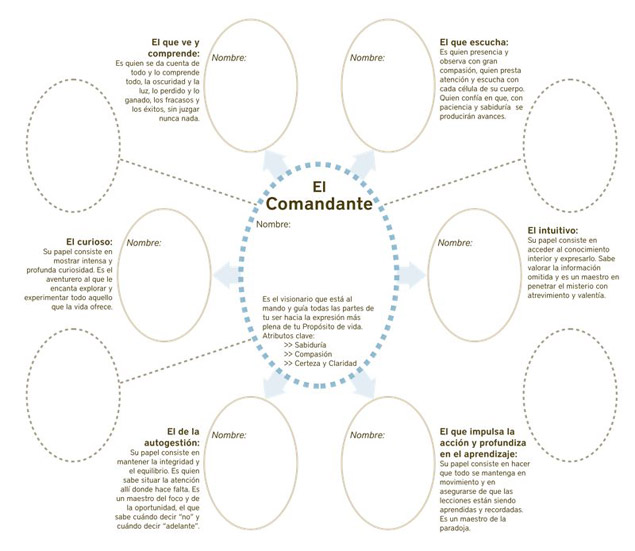 El que ve y
comprende:
Es quien se da cuenta de
todo y lo comprende
todo, la oscuridad y la
luz, lo perdido y lo
ganado, los fracasos y
los éxitos, sin juzgar
nunca nada.
Nombre:
Nombre:
El que escucha:
Es quien presencia y
observa con gran
compasión, quien presta
atención y escucha con
cada célula de su cuerpo.
Quien confía en que, con
paciencia y sabiduría se
producirán avances.
El
Comandante
Nombre:
Es el visionario que está al
mando y guía todas las partes de
tu ser hacia la expresión más
plena de tu Propósito de vida.
Atributos clave:
>> Sabiduría
>> Compasión
>> Certeza y Claridad
El curioso:
Su papel consiste en
mostrar intensa y
profunda curiosidad. Es el
aventurero al que le
encanta explorar y
experimentar todo aquello
que la vida ofrece.
Nombre:
Nombre:
El intuitivo:
Su papel consiste en
acceder al conocimiento
interior y expresarlo. Sabe
valorar la información
omitida y es un maestro en
penetrar el misterio con
atrevimiento y valentía.
El de la
autogestión:
Su papel consiste en
mantener la integridad y
el equilibrio. Es quien
sabe situar la atención
allí donde hace falta. Es
un maestro del foco y de
la oportunidad, el que
sabe cuándo decir "no" y
cuándo decir "adelante".
Nombre:
Nombre:
El que impulsa la
acción y profundiza
en el aprendizaje:
Su papel consiste en hacer
que todo se mantenga en
movimiento y en
asegurarse de que las
lecciones están siendo
aprendidas y recordadas.
Es un maestro de la
paradoja.